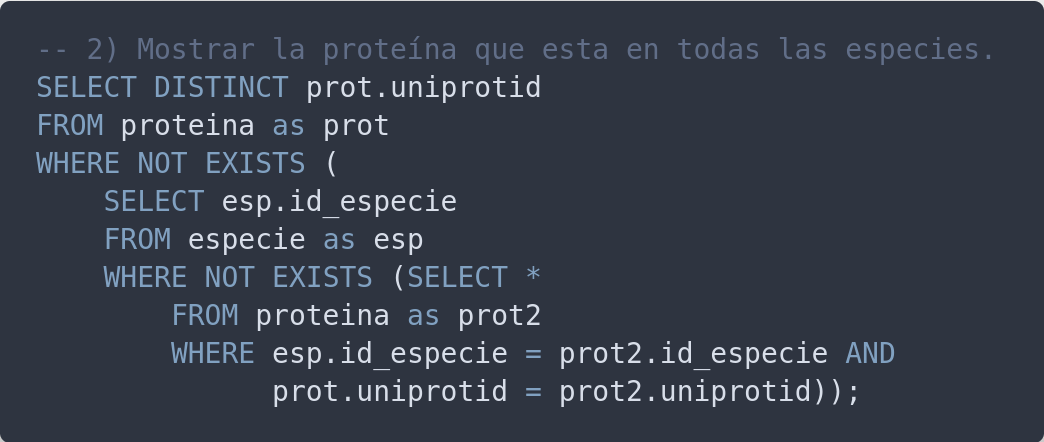 -- 2) Mostrar la proteína que esta en todas las especies.
SELECT DISTINCT prot.uniprotid
FROM proteina as prot
WHERE NOT EXISTS (
    SELECT esp.id_especie
    FROM especie as esp
    WHERE NOT EXISTS (SELECT *
        FROM proteina as prot2
        WHERE esp.id_especie = prot2.id_especie AND
              prot.uniprotid = prot2.uniprotid));